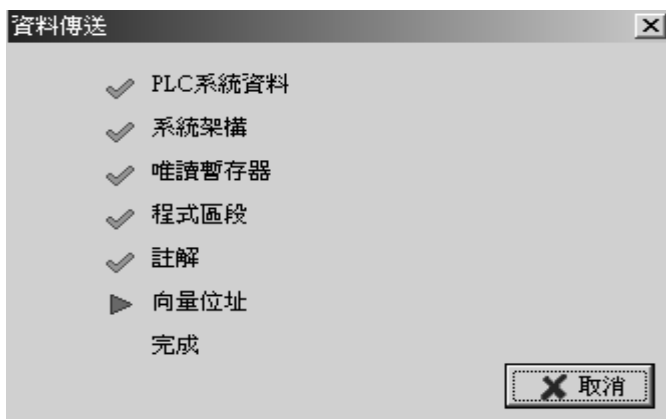 資料傳送
PLC系統資料
系統架構
唯讀暫存器
程式區段
註解
向量位址
完成
取消